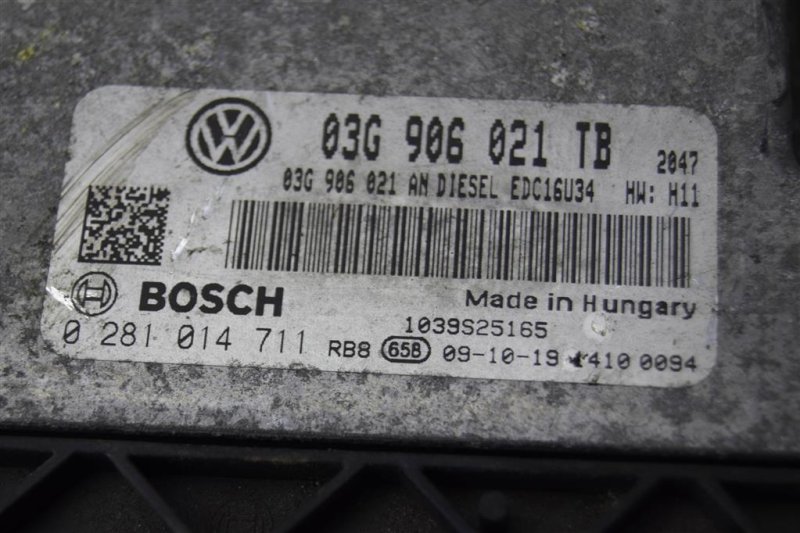 03G 906 021 TB 2047
03G 906 021 AN DIESEL EDC16U34 HW: H11
BOSCH Made in Hungary
1039S25165
0 281 014 711 RB8 658 09-10-19 1410 0094